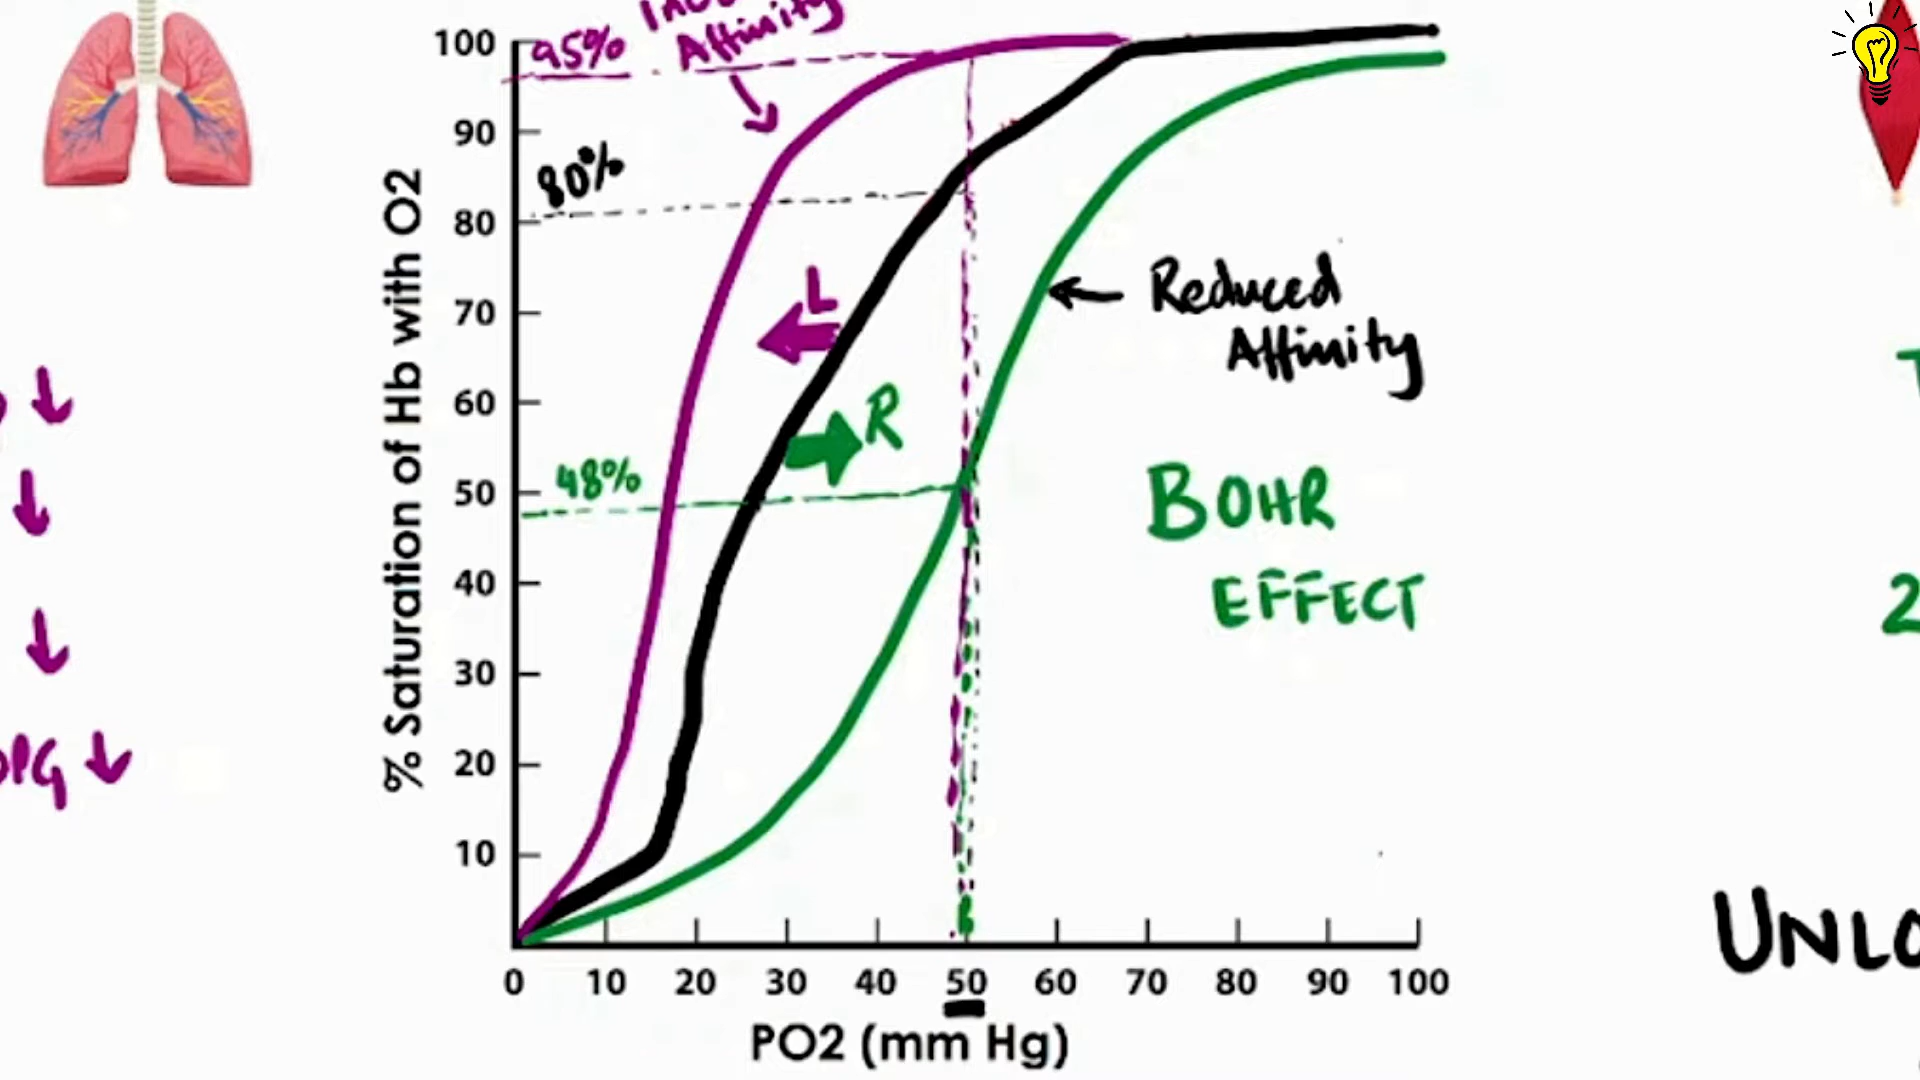 Affinity
95%
80%
48%
L
R
Reduced
Affinity
BOHR
EFFECT
% Saturation of Hb with O2
100
90
80
70
60
50
40
30
20
10
0 10 20 30 40 50 60 70 80 90 100
PO2 (mm Hg)
DPG
2
UNLO